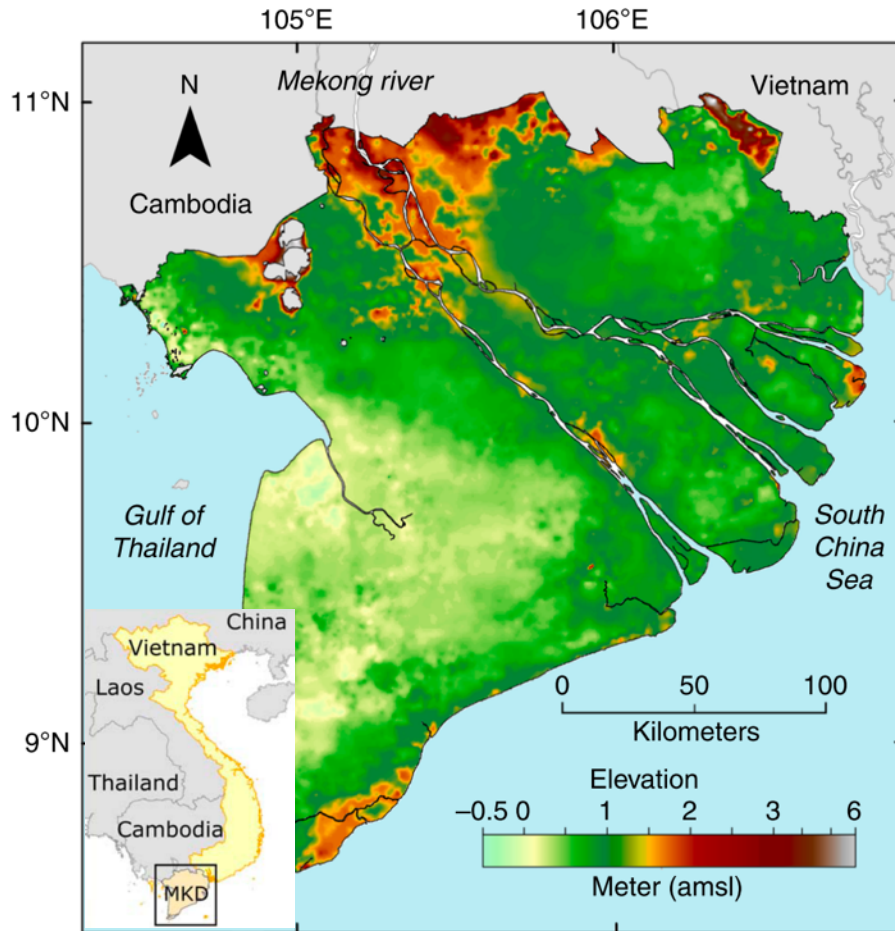 105°E
106°E
N
Mekong river
Vietnam
11°N
Cambodia
10°N
Gulf of
Thailand
South
China
Sea
China
Vietnam
Laos
Thailand
Cambodia
MKD
9°N
0 50 100
Kilometers
Elevation
–0.5 0 1 2 3 6
Meter (amsl)